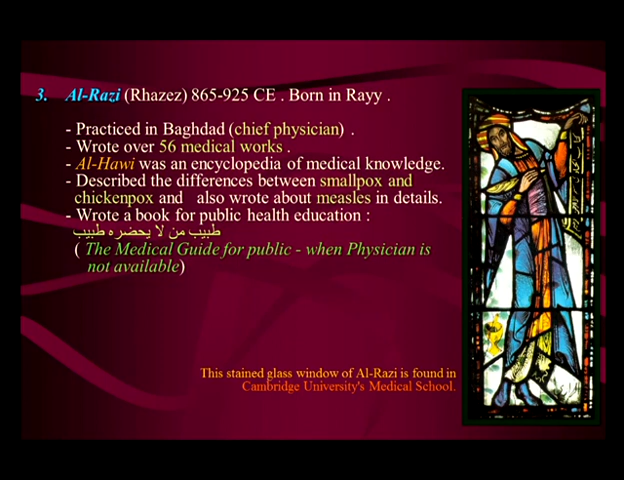 3. Al-Razi (Rhazez) 865-925 CE . Born in Rayy .
- Practiced in Baghdad (chief physician) .
- Wrote over 56 medical works .
- Al-Hawi was an encyclopedia of medical knowledge.
- Described the differences between smallpox and
chickenpox and also wrote about measles in details.
- Wrote a book for public health education :
طبيب من لا يحضره طبيب
( The Medical Guide for public - when Physician is
not available)
This stained glass window of Al-Razi is found in
Cambridge University's Medical School.